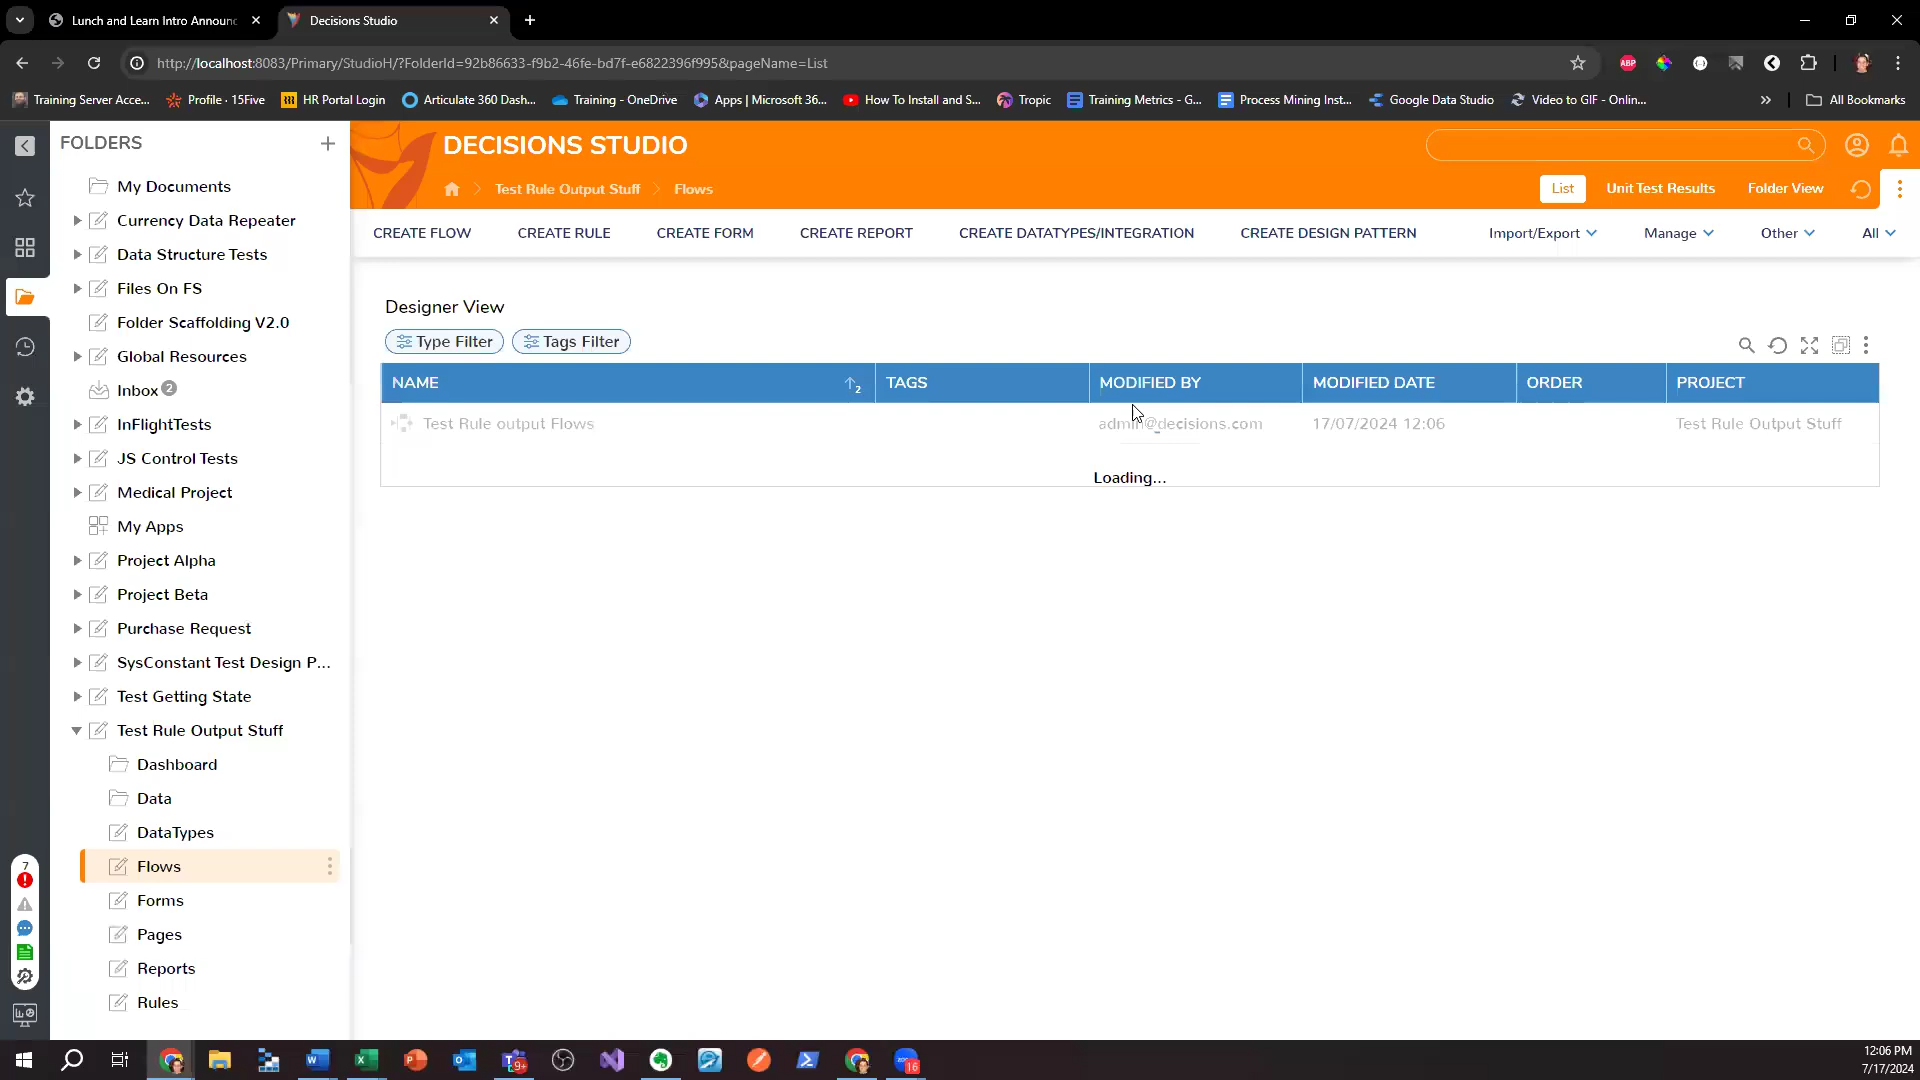 Lunch and Learn Intro Announc
Decisions Studio
http://localhost:8083/Primary/StudioH/?FolderId=92b86633-f9b2-46fe-bd7f-e6822396f995&pageName=List
ABP
Training Server Acce...
Profile · 15Five
HR Portal Login
Articulate 360 Dash...
Training - OneDrive
Apps | Microsoft 36...
How To Install and S...
Tropic
Training Metrics - G...
Process Mining Inst...
Google Data Studio
Video to GIF - Onlin...
All Bookmarks
FOLDERS
My Documents
Currency Data Repeater
Data Structure Tests
Files On FS
Folder Scaffolding V2.0
Global Resources
Inbox 2
InFlightTests
JS Control Tests
Medical Project
My Apps
Project Alpha
Project Beta
Purchase Request
SysConstant Test Design P...
Test Getting State
Test Rule Output Stuff
Dashboard
Data
DataTypes
Flows
Forms
Pages
Reports
Rules
7
DECISIONS STUDIO
Test Rule Output Stuff
Flows
List
Unit Test Results
Folder View
CREATE FLOW
CREATE RULE
CREATE FORM
CREATE REPORT
CREATE DATATYPES/INTEGRATION
CREATE DESIGN PATTERN
Import/Export
Manage
Other
All
Designer View
Type Filter
Tags Filter
NAME
2
TAGS
MODIFIED BY
MODIFIED DATE
ORDER
PROJECT
Test Rule output Flows
admin@decisions.com
17/07/2024 12:06
Test Rule Output Stuff
Loading...
9+
16
12:06 PM
7/17/2024